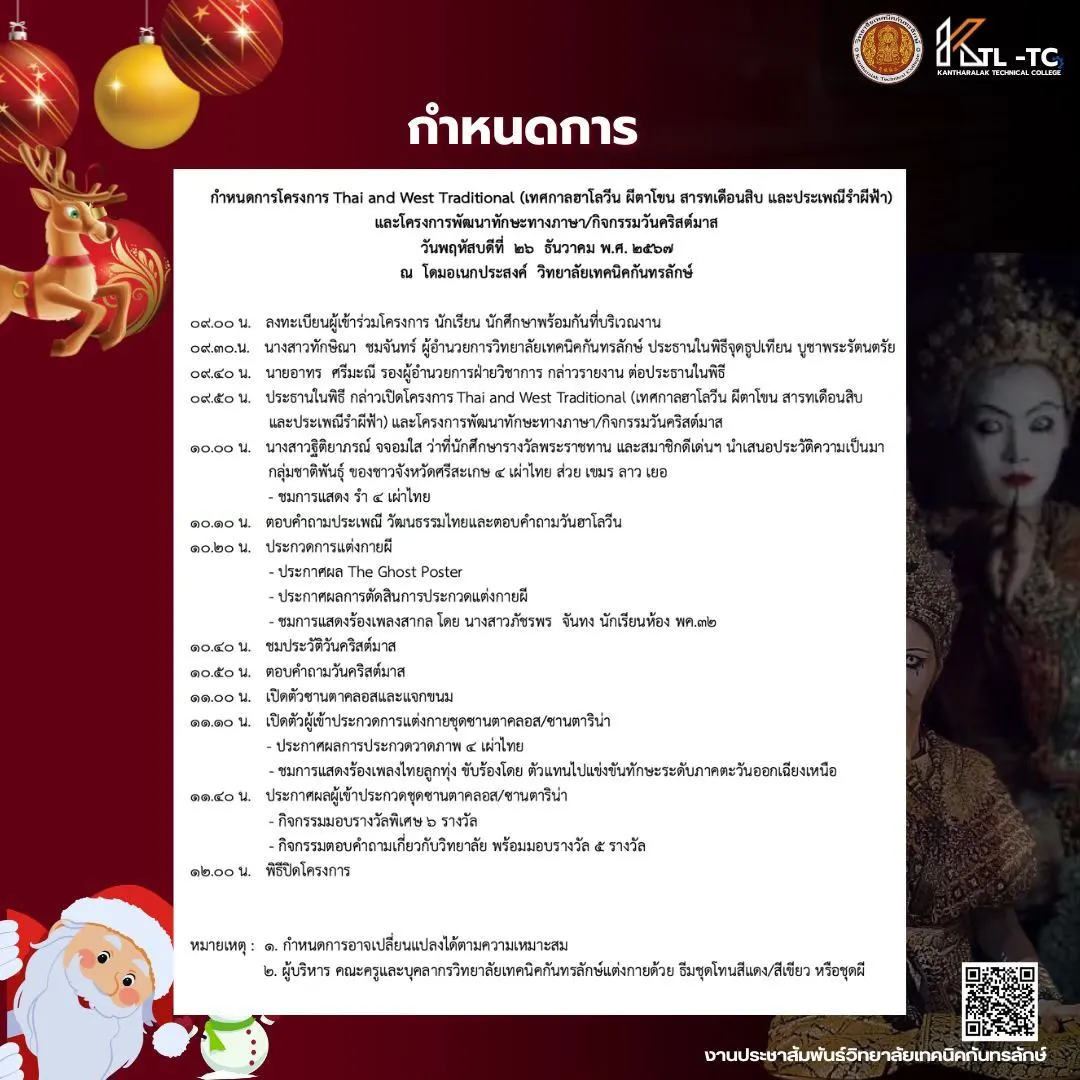 KTL -TC
KANTHARALAK TECHNICAL COLLEGE
กำหนดการ
กำหนดการโครงการ Thai and West Traditional (เทศกาลฮาโลวีน ผีตาโขน สารทเดือนสิบ และประเพณีรำผีฟ้า)
และโครงการพัฒนาทักษะทางภาษา/กิจกรรมวันคริสต์มาส
วันพฤหัสบดีที่ ๒๖ ธันวาคม พ.ศ. ๒๕๖๗
ณ โดมอเนกประสงค์ วิทยาลัยเทคนิคกันทรลักษ์
๐๙.๐๐ น. ลงทะเบียนผู้เข้าร่วมโครงการ นักเรียน นักศึกษาพร้อมกันที่บริเวณงาน
๐๙.๓๐.น. นางสาวทักษิณา ชมจันทร์ ผู้อำนวยการวิทยาลัยเทคนิคกันทรลักษ์ ประธานในพิธีจุดธูปเทียน บูชาพระรัตนตรัย
๐๙.๔๐ น. นายอาทร ศรีมะณี รองผู้อำนวยการฝ่ายวิชาการ กล่าวรายงาน ต่อประธานในพิธี
๐๙.๕๐ น. ประธานในพิธี กล่าวเปิดโครงการ Thai and West Traditional (เทศกาลฮาโลวีน ผีตาโขน สารทเดือนสิบ
และประเพณีรำผีฟ้า) และโครงการพัฒนาทักษะทางภาษา/กิจกรรมวันคริสต์มาส
๑๐.๐๐ น. นางสาวฐิติยาภรณ์ จจอมใส ว่าที่นักศึกษารางวัลพระราชทาน และสมาชิกดีเด่นฯ นำเสนอประวัติความเป็นมา
กลุ่มชาติพันธุ์ ของชาวจังหวัดศรีสะเกษ ๔ เผ่าไทย ส่วย เขมร ลาว เยอ
- ชมการแสดง รำ ๔ เผ่าไทย
๑๐.๑๐ น. ตอบคำถามประเพณี วัฒนธรรมไทยและตอบคำถามวันฮาโลวีน
๑๐.๒๐ น. ประกวดการแต่งกายผี
- ประกาศผล The Ghost Poster
- ประกาศผลการตัดสินการประกวดแต่งกายผี
- ชมการแสดงร้องเพลงสากล โดย นางสาวภัชรพร จันทง นักเรียนห้อง พค.๓๒
๑๐.๔๐ น. ชมประวัติวันคริสต์มาส
๑๐.๕๐ น. ตอบคำถามวันคริสต์มาส
๑๑.๐๐ น. เปิดตัวซานตาคลอสและแจกขนม
๑๑.๑๐ น. เปิดตัวผู้เข้าประกวดการแต่งกายชุดซานตาคลอส/ซานตาริน่า
- ประกาศผลการประกวดวาดภาพ ๔ เผ่าไทย
- ชมการแสดงร้องเพลงไทยลูกทุ่ง ขับร้องโดย ตัวแทนไปแข่งขันทักษะระดับภาคตะวันออกเฉียงเหนือ
๑๑.๔๐ น. ประกาศผลผู้เข้าประกวดชุดซานตาคลอส/ซานตาริน่า
- กิจกรรมมอบรางวัลพิเศษ ๖ รางวัล
- กิจกรรมตอบคำถามเกี่ยวกับวิทยาลัย พร้อมมอบรางวัล ๕ รางวัล
๑๒.๐๐ น. พิธีปิดโครงการ
หมายเหตุ : ๑. กำหนดการอาจเปลี่ยนแปลงได้ตามความเหมาะสม
๒. ผู้บริหาร คณะครูและบุคลากรวิทยาลัยเทคนิคกันทรลักษ์แต่งกายด้วย ธีมชุดโทนสีแดง/สีเขียว หรือชุดผี
งานประชาสัมพันธ์วิทยาลัยเทคนิคกันทรลักษ์